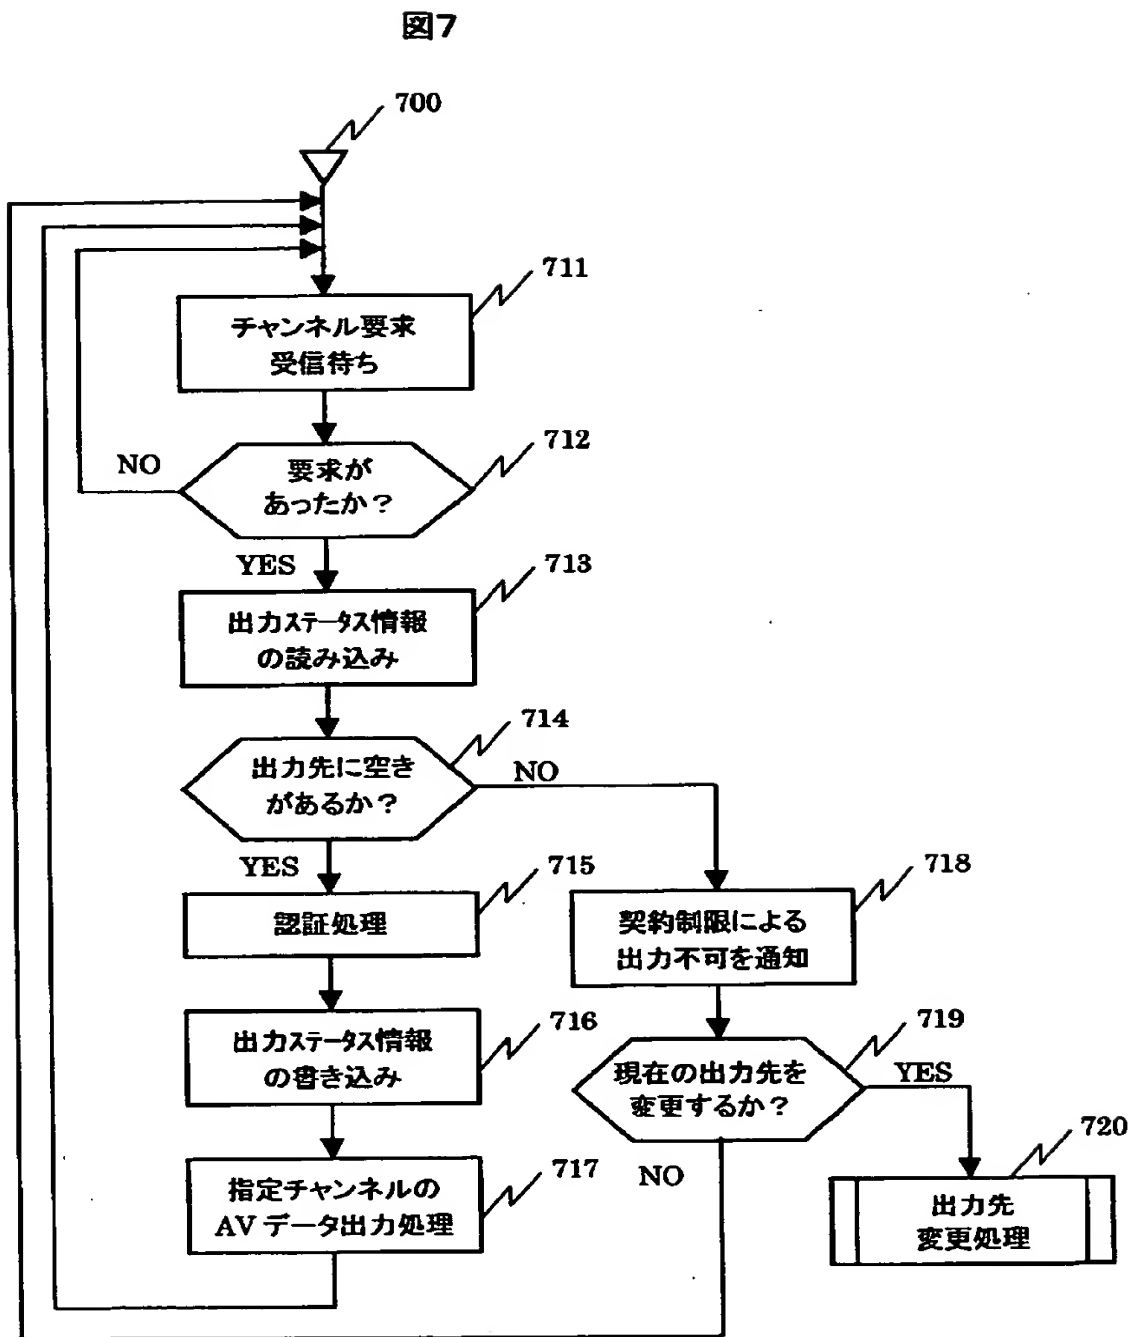 図7
700
711
チャンネル要求
受信待ち
712
NO
要求が
あったか？
YES
713
出力ステータス情報
の読み込み
714
出力先に空き
があるか？
NO
YES
715
認証処理
718
契約制限による
出力不可を通知
716
出力ステータス情報
の書き込み
719
現在の出力先を
変更するか？
YES
NO
717
指定チャンネルの
AVデータ出力処理
720
出力先
変更処理